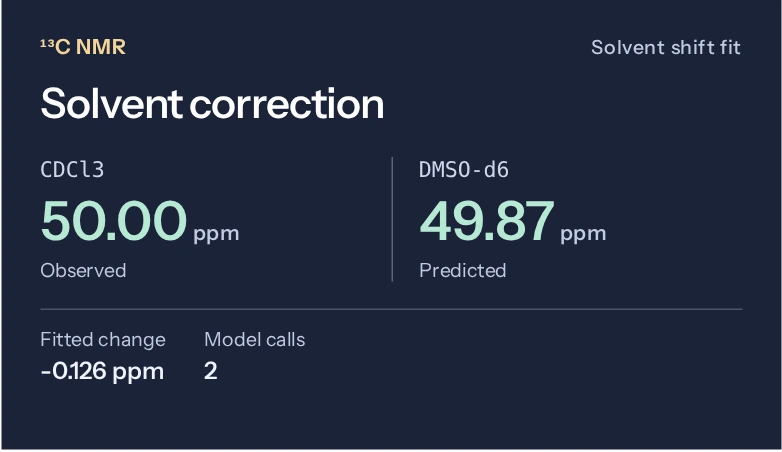 ¹³C NMR
Solvent shift fit
Solvent correction
CDCl3
50.00 ppm
Observed
DMSO-d6
49.87 ppm
Predicted
Fitted change
-0.126 ppm
Model calls
2